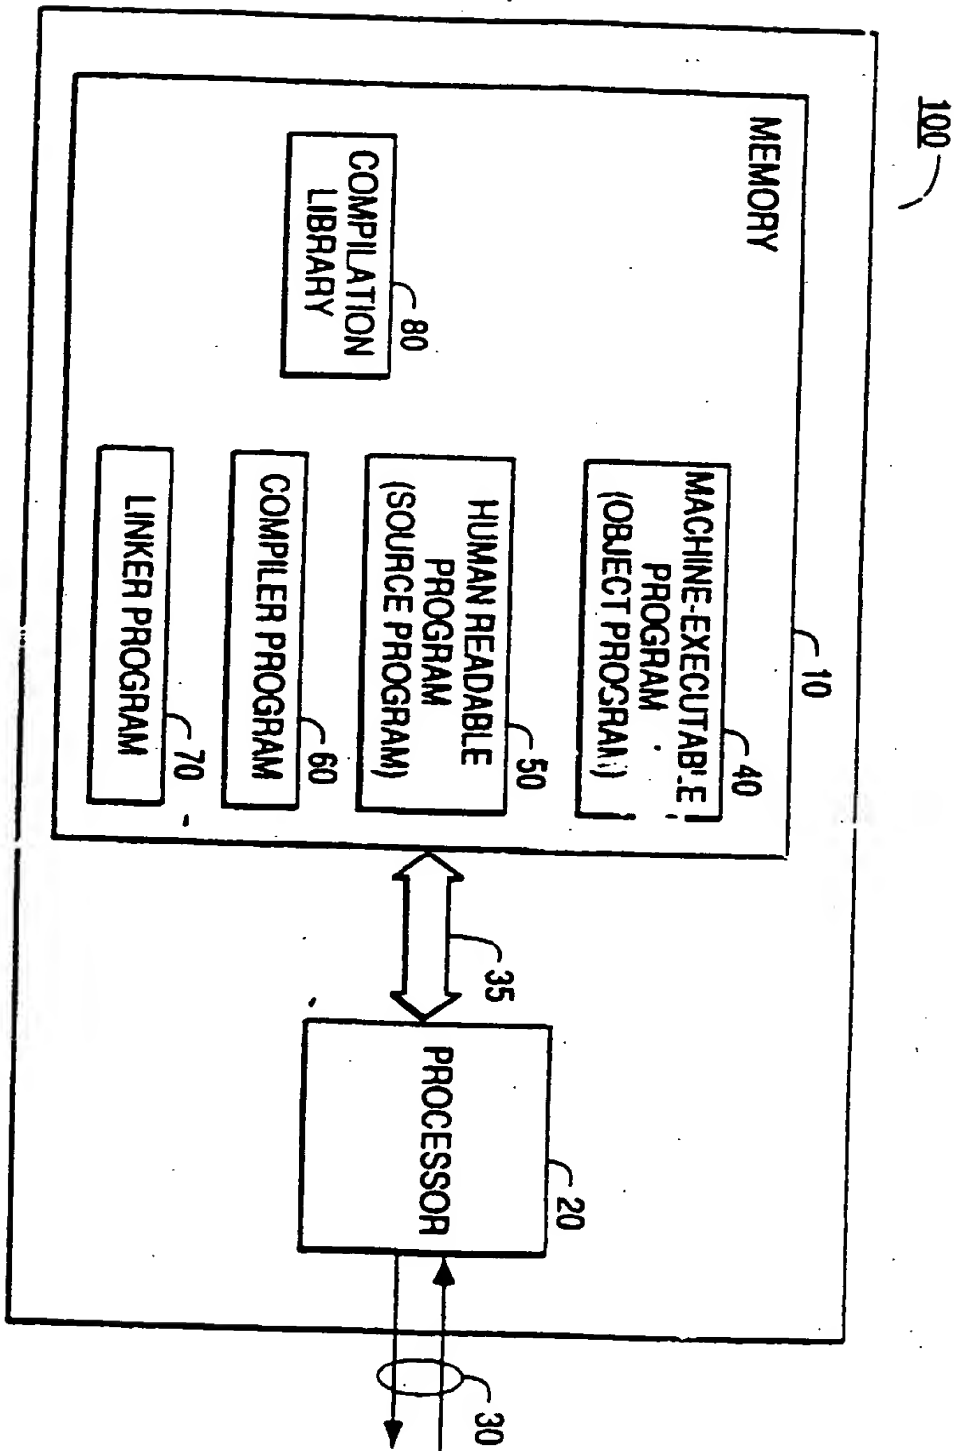 100
MEMORY
10
MACHINE-EXECUTABLE
PROGRAM
(OBJECT PROGRAM)
40
HUMAN READABLE
PROGRAM
(SOURCE PROGRAM)
50
COMPILATION
LIBRARY
80
COMPILER PROGRAM
60
LINKER PROGRAM
70
35
PROCESSOR
20
30